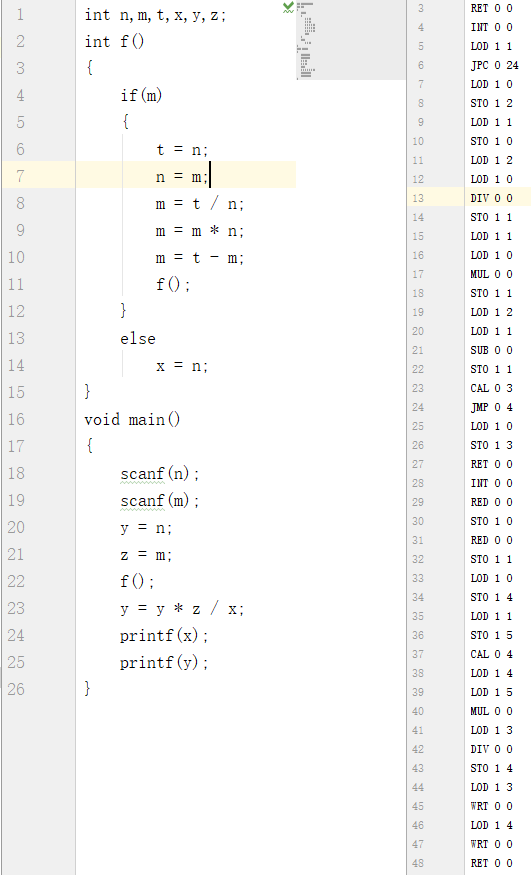 1 int n,m,t,x,y,z;
2 int f()
3 {
4 if(m)
5 {
6 t = n;
7 n = m;
8 m = t / n;
9 m = m * n;
10 m = t - m;
11 f();
12 }
13 else
14 x = n;
15 }
16 void main()
17 {
18 scanf(n);
19 scanf(m);
20 y = n;
21 z = m;
22 f();
23 y = y * z / x;
24 printf(x);
25 printf(y);
26 }
3 RET 0 0
4 INT 0 0
5 LOD 1 1
6 JPC 0 24
7 LOD 1 0
8 STO 1 2
9 LOD 1 1
10 STO 1 0
11 LOD 1 2
12 LOD 1 0
13 DIV 0 0
14 STO 1 1
15 LOD 1 1
16 LOD 1 0
17 MUL 0 0
18 STO 1 1
19 LOD 1 2
20 LOD 1 1
21 SUB 0 0
22 STO 1 1
23 CAL 0 3
24 JMP 0 4
25 LOD 1 0
26 STO 1 3
27 RET 0 0
28 INT 0 0
29 RED 0 0
30 STO 1 0
31 RED 0 0
32 STO 1 1
33 LOD 1 0
34 STO 1 4
35 LOD 1 1
36 STO 1 5
37 CAL 0 4
38 LOD 1 4
39 LOD 1 5
40 MUL 0 0
41 LOD 1 3
42 DIV 0 0
43 STO 1 4
44 LOD 1 3
45 WRT 0 0
46 LOD 1 4
47 WRT 0 0
48 RET 0 0